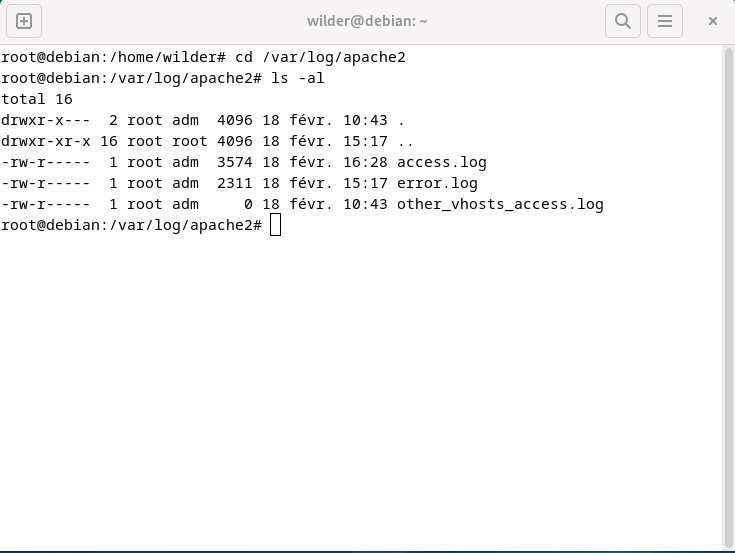 wilder@debian: ~
root@debian:/home/wilder# cd /var/log/apache2
root@debian:/var/log/apache2# ls -al
total 16
drwxr-x---  2 root adm  4096 18 févr. 10:43 .
drwxr-xr-x 16 root root 4096 18 févr. 15:17 ..
-rw-r-----  1 root adm  3574 18 févr. 16:28 access.log
-rw-r-----  1 root adm  2311 18 févr. 15:17 error.log
-rw-r-----  1 root adm     0 18 févr. 10:43 other_vhosts_access.log
root@debian:/var/log/apache2#